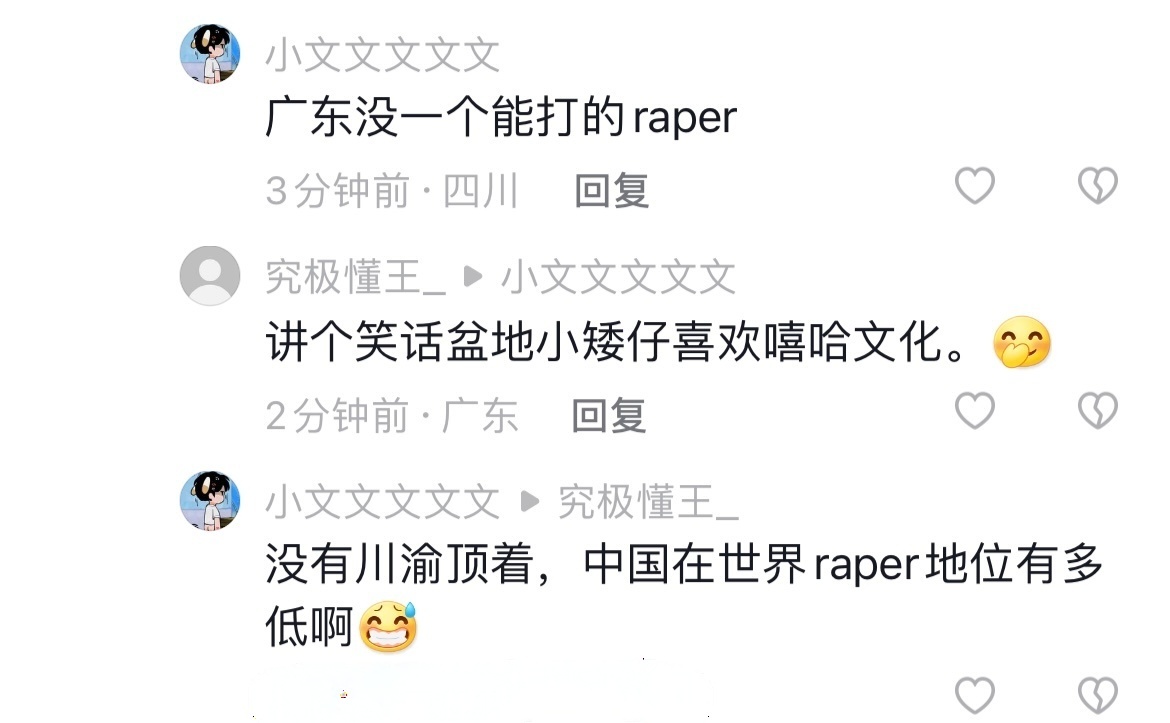 小文文文文文
广东没一个能打的raper
3分钟前·四川 回复
究极懂王_ ▶ 小文文文文文
讲个笑话盆地小矮仔喜欢嘻哈文化。🤭
2分钟前·广东 回复
小文文文文文 ▶ 究极懂王_
没有川渝顶着，中国在世界raper地位有多
低啊😅